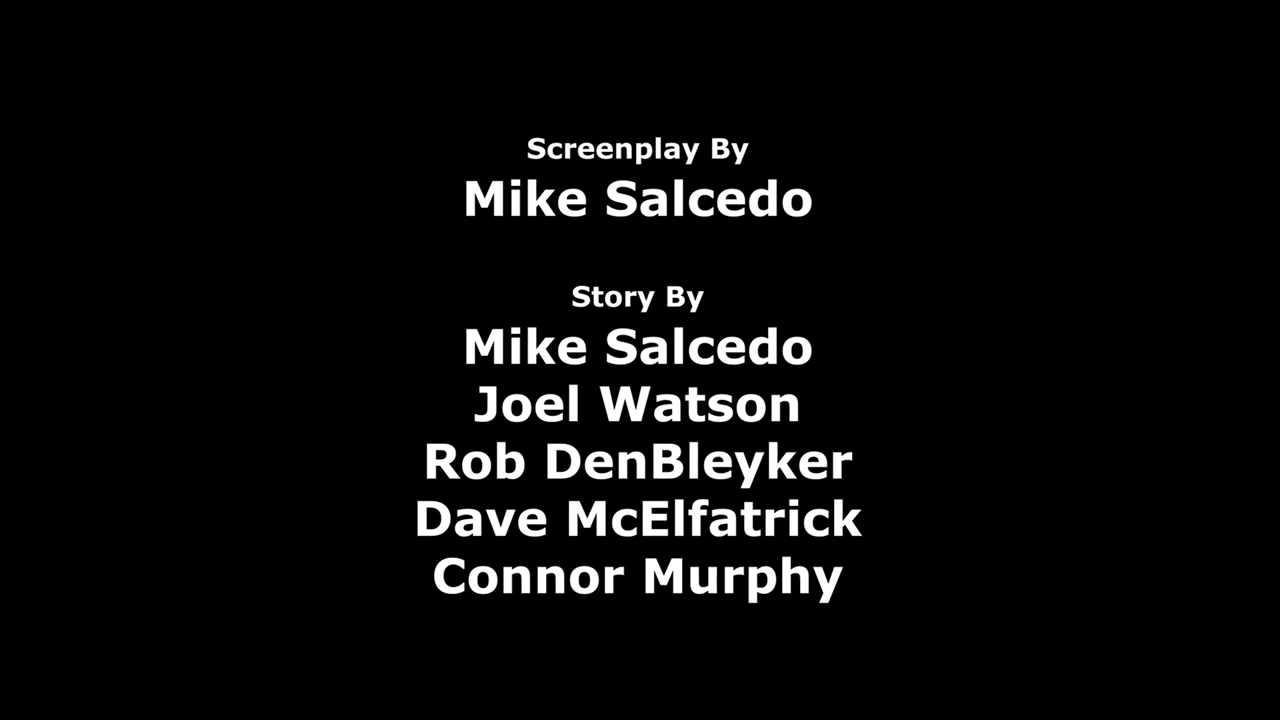 Screenplay By
Mike Salcedo
Story By
Mike Salcedo
Joel Watson
Rob DenBleyker
Dave McElfatrick
Connor Murphy